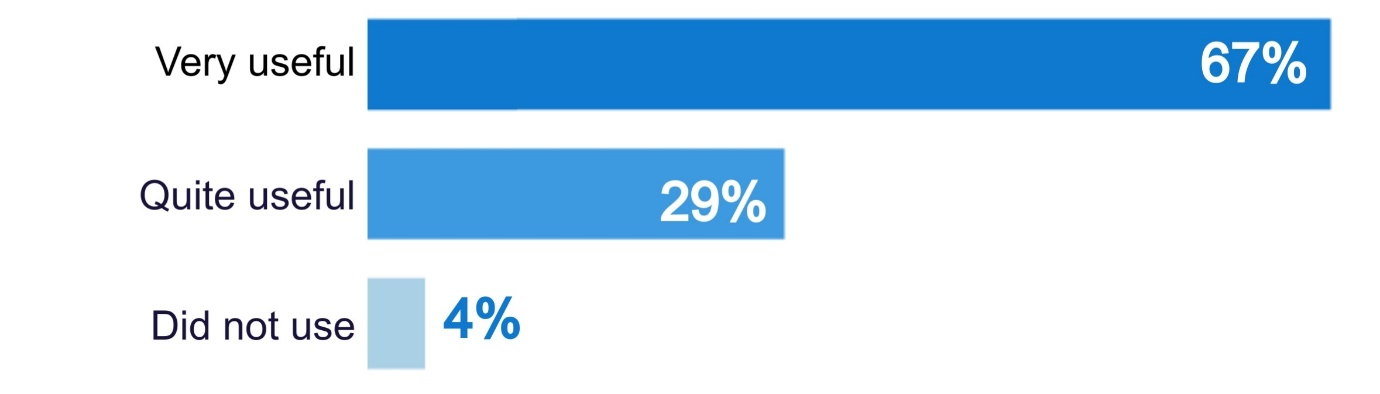 Very useful 67%
Quite useful 29%
Did not use 4%